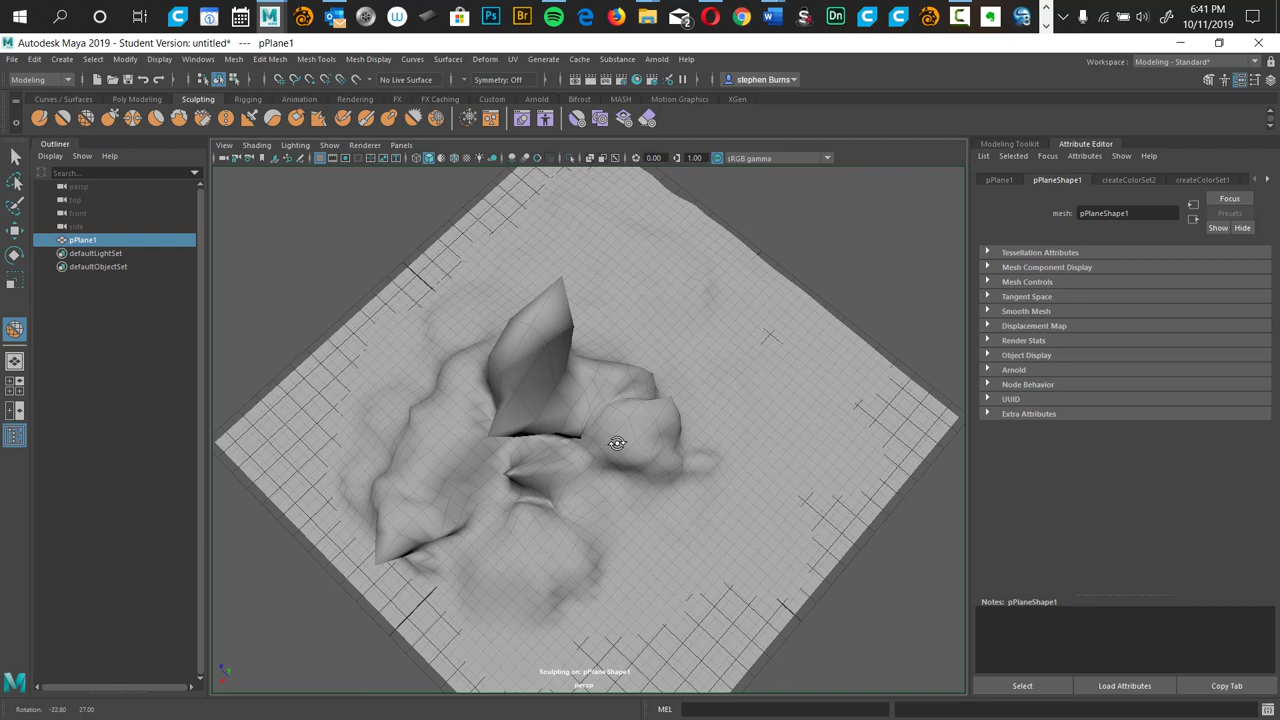 6:41 PM
10/11/2019
Autodesk Maya 2019 - Student Version: untitled* --- pPlane1
File Edit Create Select Modify Display Windows Mesh Edit Mesh Mesh Tools Mesh Display Curves Surfaces Deform UV Generate Cache Substance Arnold Help
Workspace: Modeling - Standard*
Modeling No Live Surface Symmetry: Off stephen Burns
Curves / Surfaces Poly Modeling Sculpting Rigging Animation Rendering FX FX Caching Custom Arnold Bifrost MASH Motion Graphics XGen
Outliner
Display Show Help
Search...
persp
top
front
side
pPlane1
defaultLightSet
defaultObjectSet
View Shading Lighting Show Renderer Panels
0.00 1.00 sRGB gamma
Sculpting on: pPlaneShape1
persp
Modeling Toolkit Attribute Editor
List Selected Focus Attributes Show Help
pPlane1 pPlaneShape1 createColorSet2 createColorSet1
Focus
mesh: pPlaneShape1 Presets
Show Hide
Tessellation Attributes
Mesh Component Display
Mesh Controls
Tangent Space
Smooth Mesh
Displacement Map
Render Stats
Object Display
Arnold
Node Behavior
UUID
Extra Attributes
Notes: pPlaneShape1
Select Load Attributes Copy Tab
Rotation: -22.80 27.00 MEL